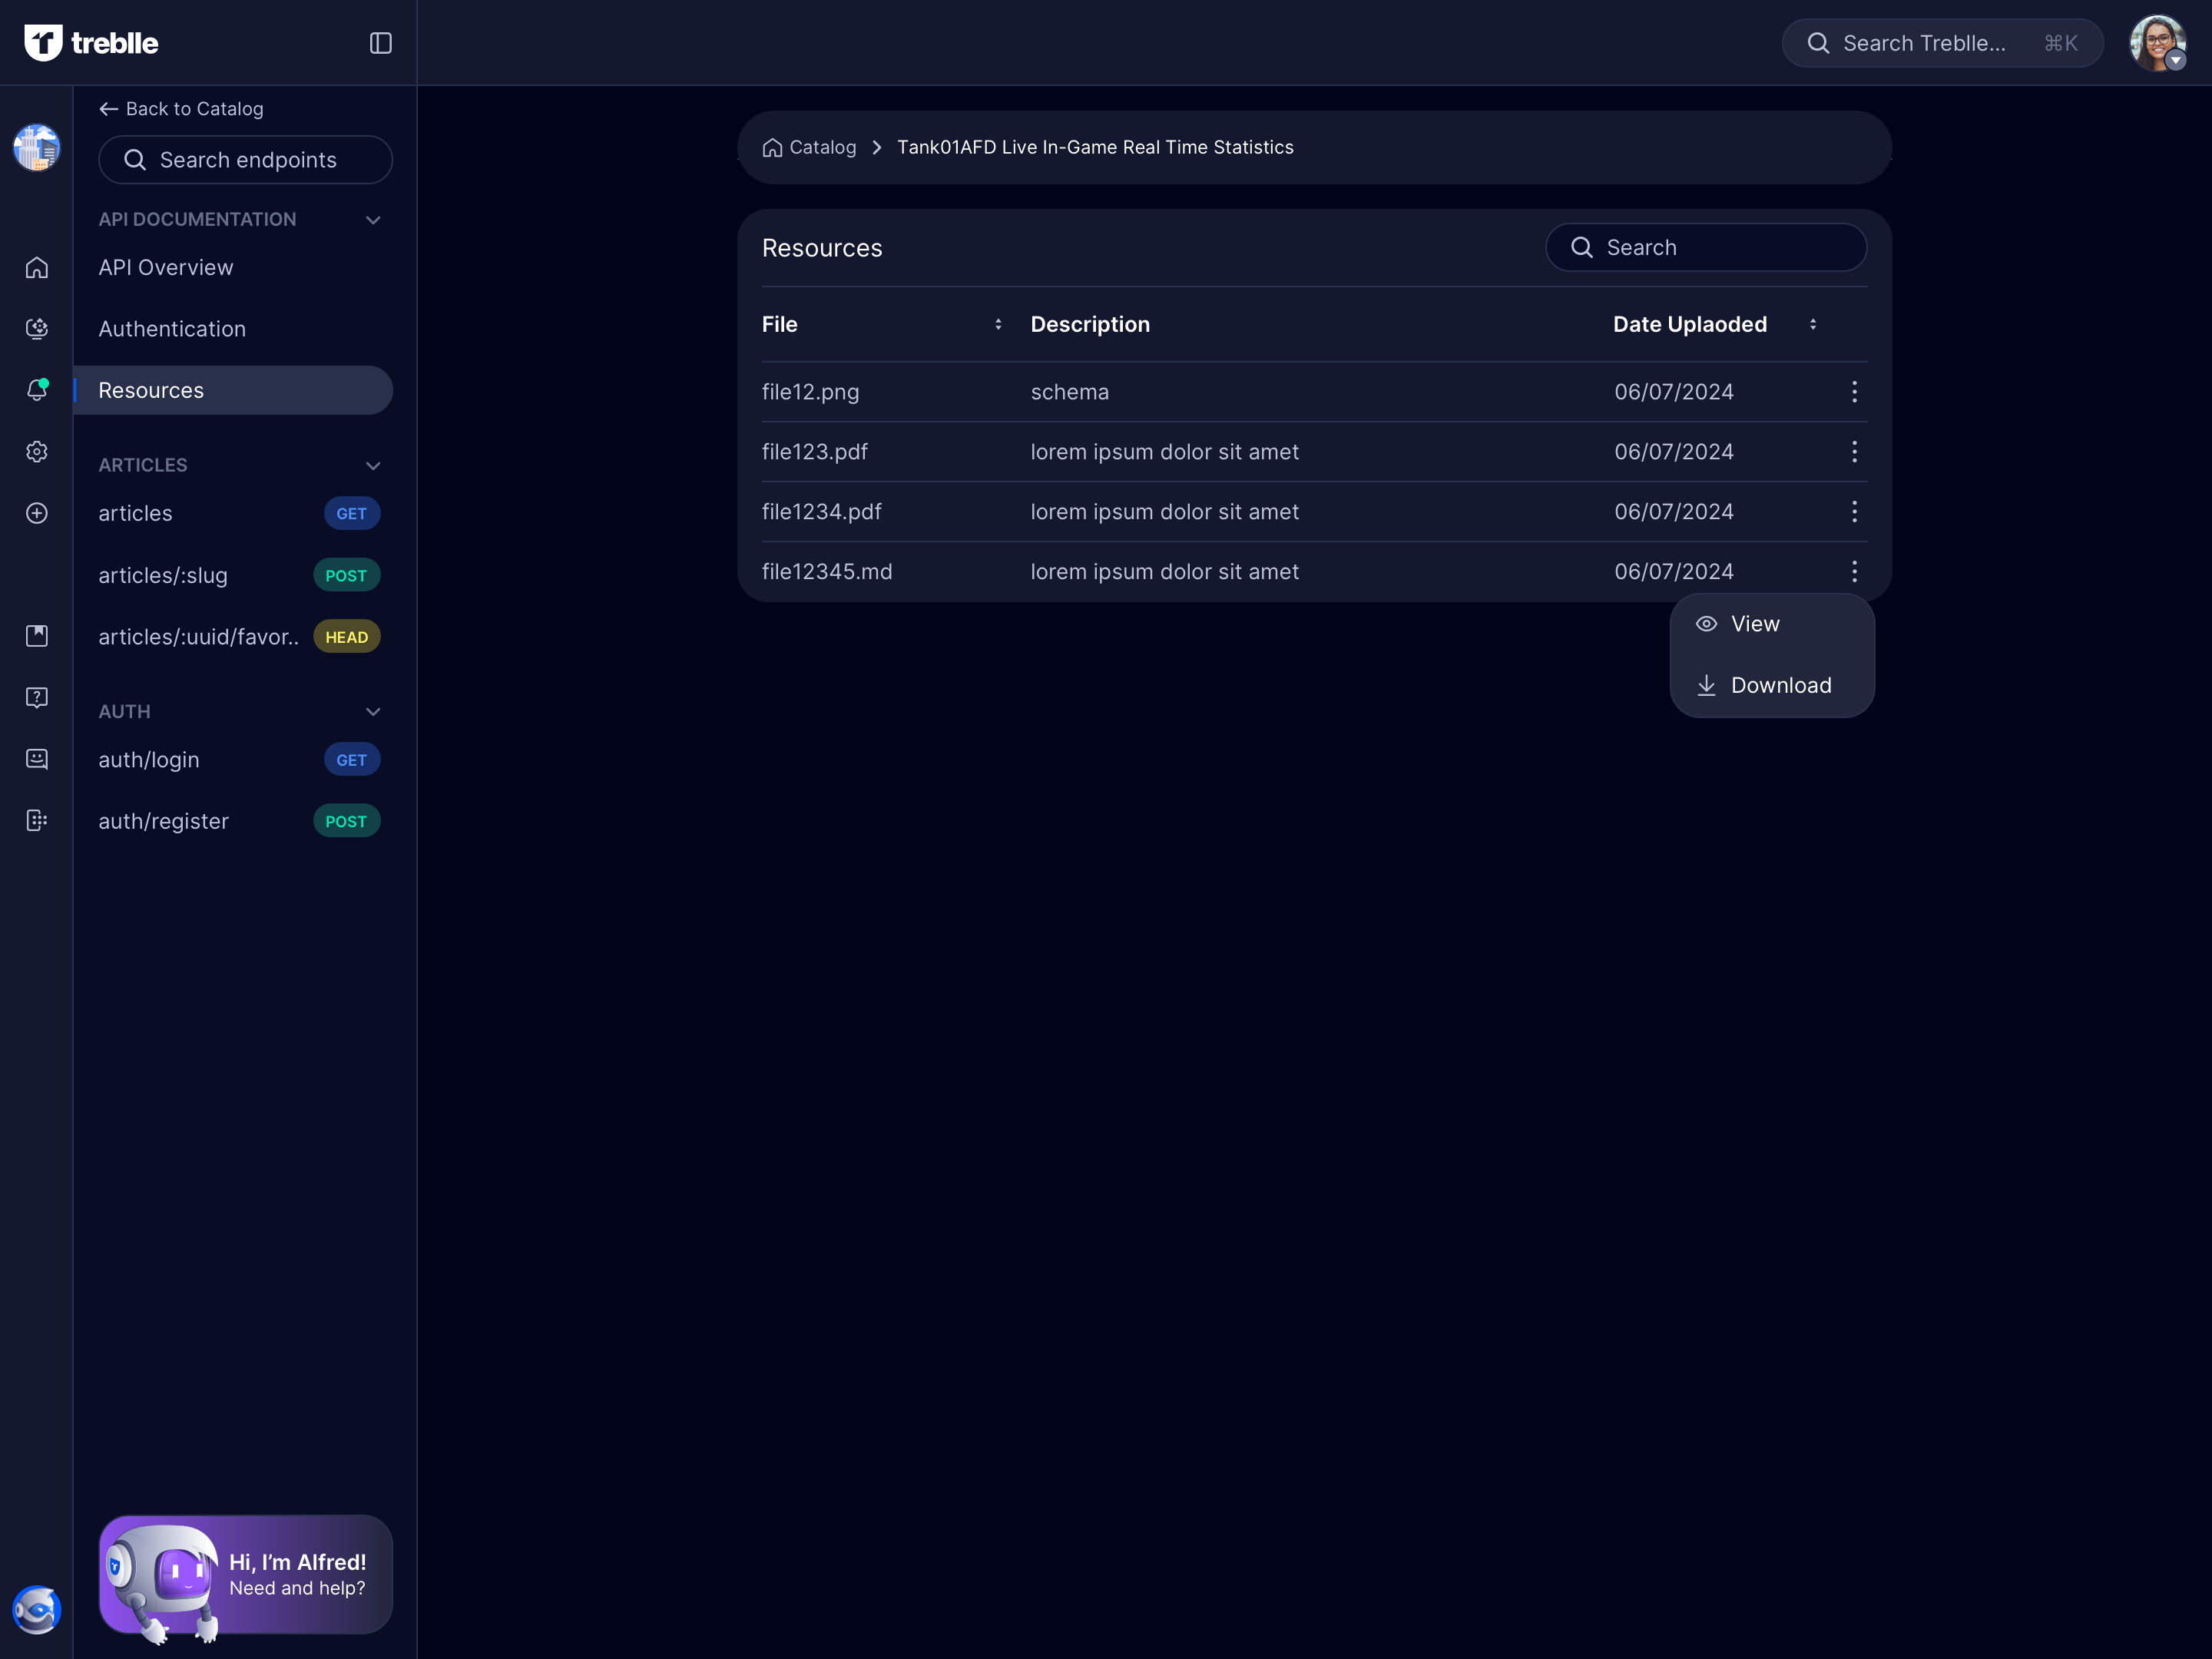 treblle
Search Treblle... ⌘K
Back to Catalog
Search endpoints
API DOCUMENTATION
API Overview
Authentication
Resources
ARTICLES
articles GET
articles/:slug POST
articles/:uuid/favor.. HEAD
AUTH
auth/login GET
auth/register POST
Hi, I’m Alfred!
Need and help?
Catalog Tank01AFD Live In-Game Real Time Statistics
Resources
Search
File Description Date Uplaoded
file12.png schema 06/07/2024
file123.pdf lorem ipsum dolor sit amet 06/07/2024
file1234.pdf lorem ipsum dolor sit amet 06/07/2024
file12345.md lorem ipsum dolor sit amet 06/07/2024
View
Download